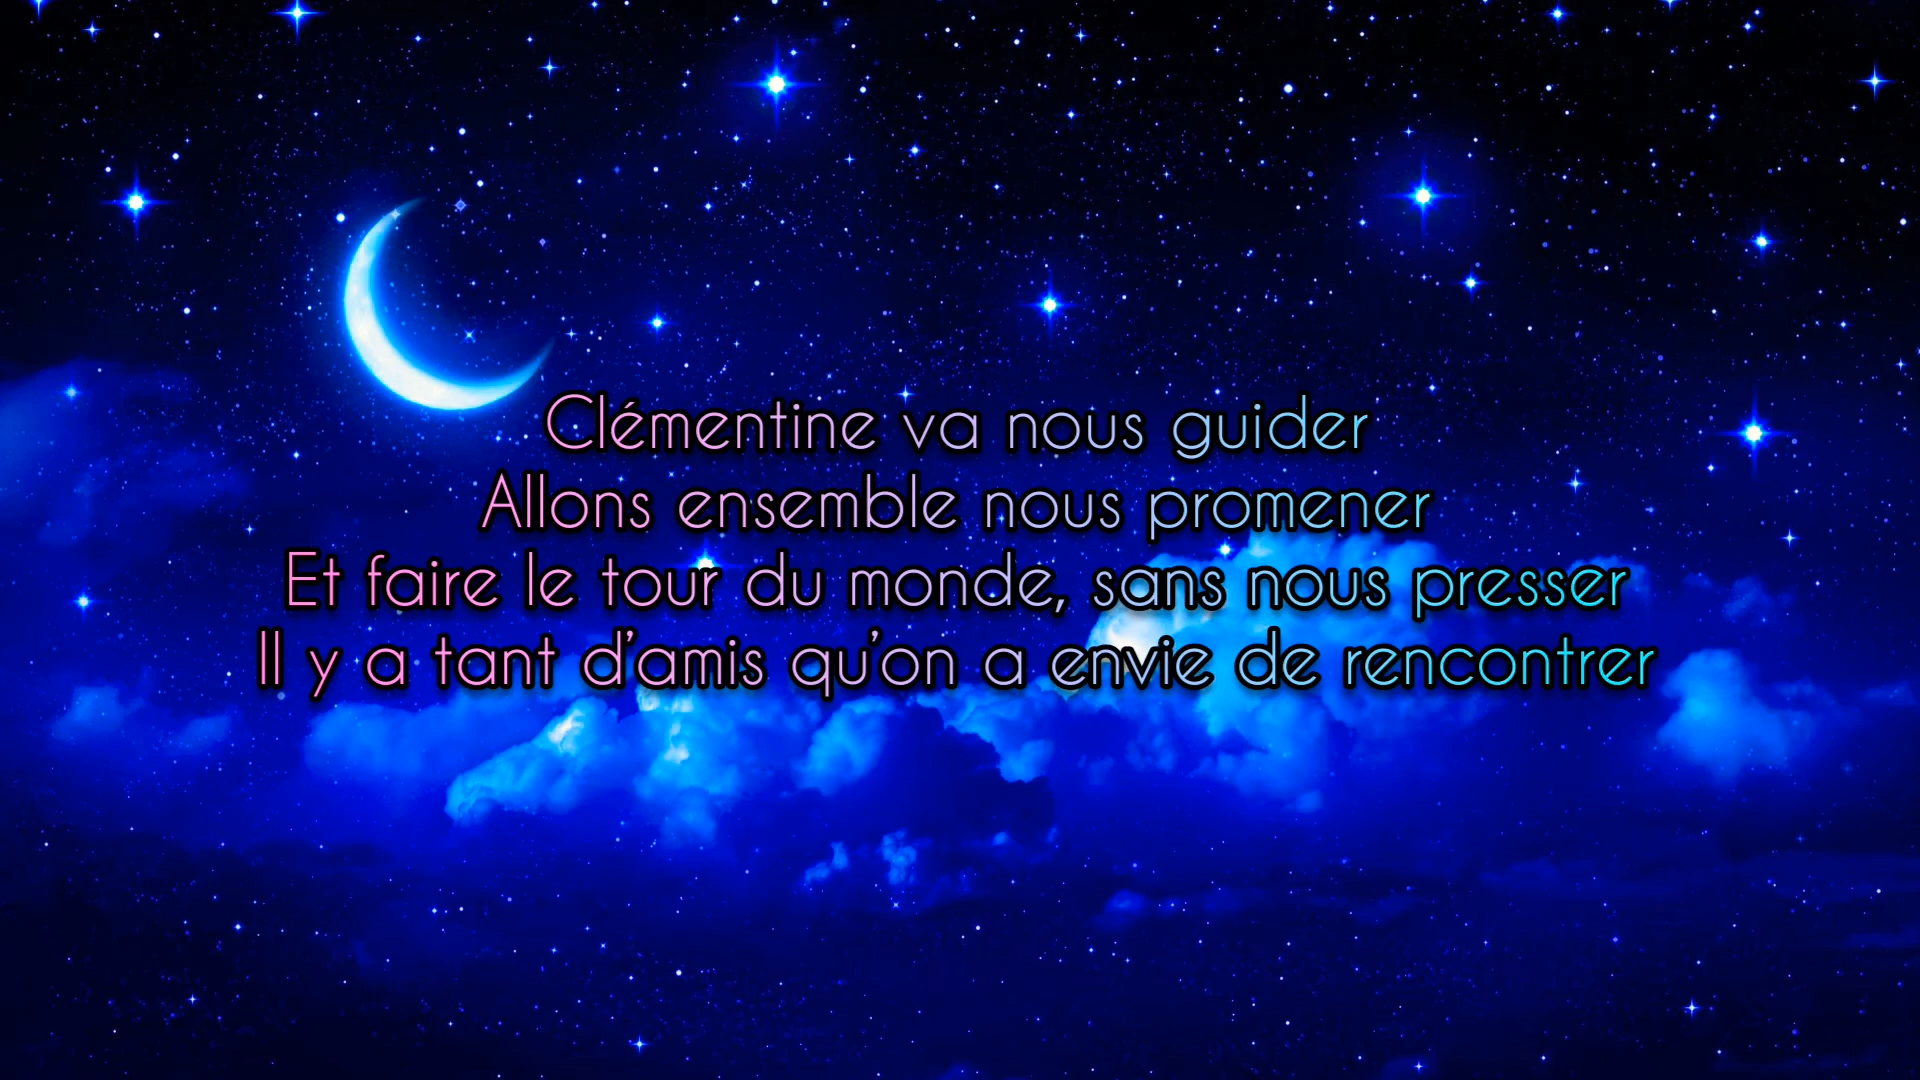 Clémentine va nous guider
Allons ensemble nous promener
Et faire le tour du monde, sans nous presser
Il y a tant d'amis qu'on a envie de rencontrer